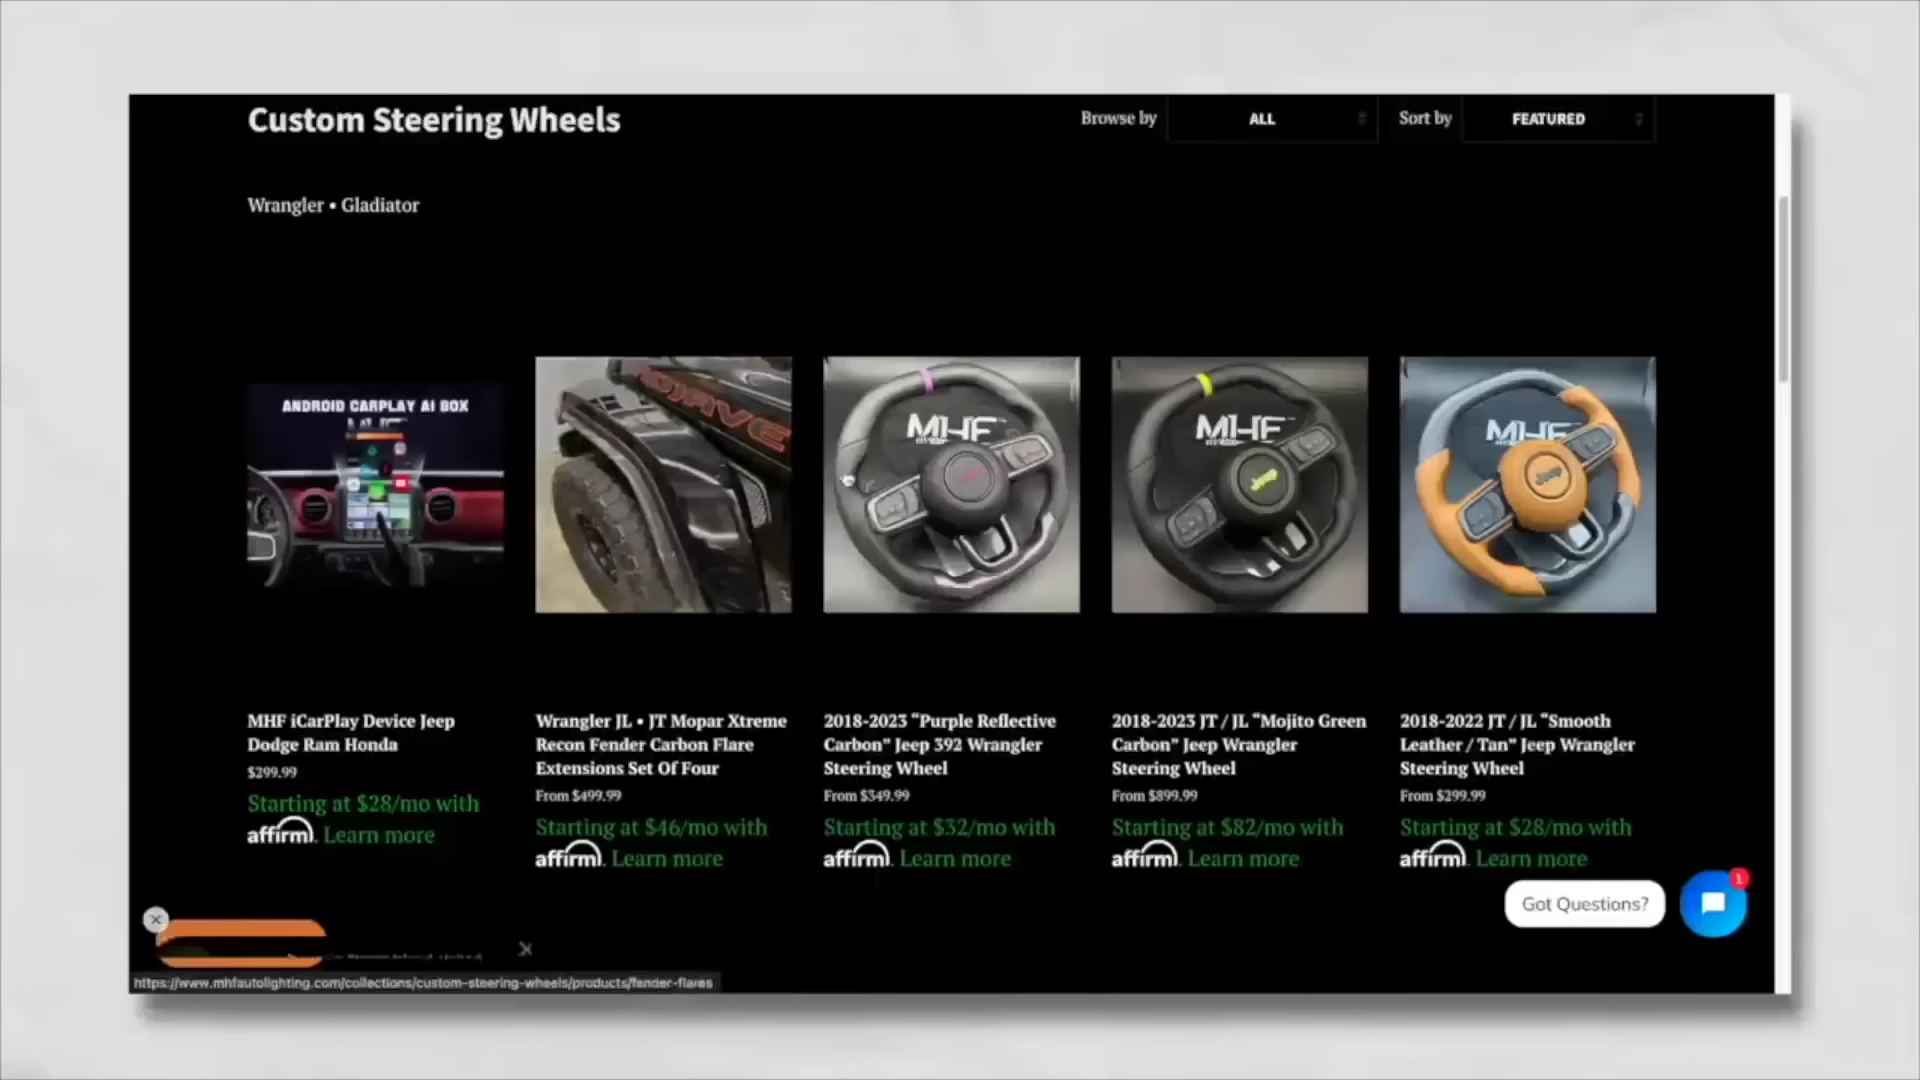 Custom Steering Wheels
Browse by
ALL
Sort by
FEATURED
Wrangler • Gladiator
ANDROID CARPLAY AI BOX
MHF
MOJAVE
MHF
MHF
Jeep
MHF
Jeep
MHF iCarPlay Device Jeep
Dodge Ram Honda
$299.99
Starting at $28/mo with
affirm. Learn more
Wrangler JL • JT Mopar Xtreme
Recon Fender Carbon Flare
Extensions Set Of Four
From $499.99
Starting at $46/mo with
affirm. Learn more
2018-2023 “Purple Reflective
Carbon” Jeep 392 Wrangler
Steering Wheel
From $349.99
Starting at $32/mo with
affirm. Learn more
2018-2023 JT / JL “Mojito Green
Carbon” Jeep Wrangler
Steering Wheel
From $899.99
Starting at $82/mo with
affirm. Learn more
2018-2022 JT / JL “Smooth
Leather / Tan” Jeep Wrangler
Steering Wheel
From $299.99
Starting at $28/mo with
affirm. Learn more
Got Questions?
1
https://www.mhfautolighting.com/collections/custom-steering-wheels/products/fender-flares